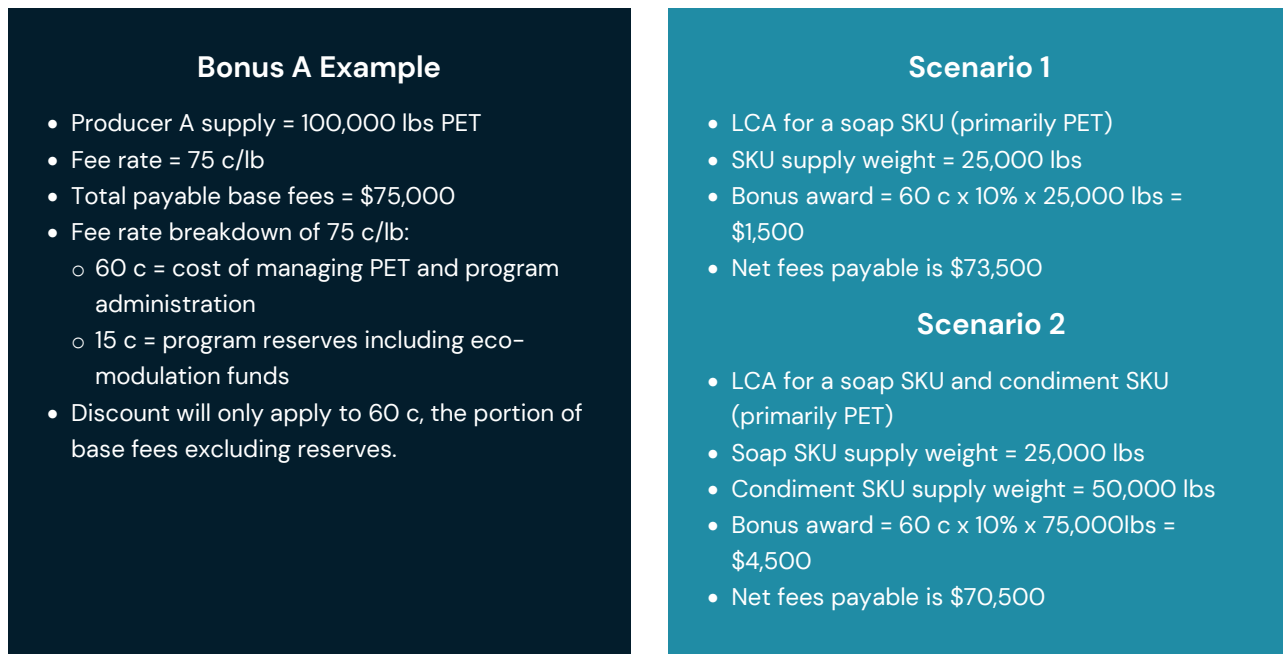 Bonus A Example
• Producer A supply = 100,000 lbs PET
• Fee rate = 75 c/lb
• Total payable base fees = $75,000
• Fee rate breakdown of 75 c/lb:
○ 60 c = cost of managing PET and program
administration
○ 15 c = program reserves including eco-
modulation funds
• Discount will only apply to 60 c, the portion of
base fees excluding reserves.
Scenario 1
• LCA for a soap SKU (primarily PET)
• SKU supply weight = 25,000 lbs
• Bonus award = 60 c x 10% x 25,000 lbs =
$1,500
• Net fees payable is $73,500
Scenario 2
• LCA for a soap SKU and condiment SKU
(primarily PET)
• Soap SKU supply weight = 25,000 lbs
• Condiment SKU supply weight = 50,000 lbs
• Bonus award = 60 c x 10% x 75,000lbs =
$4,500
• Net fees payable is $70,500